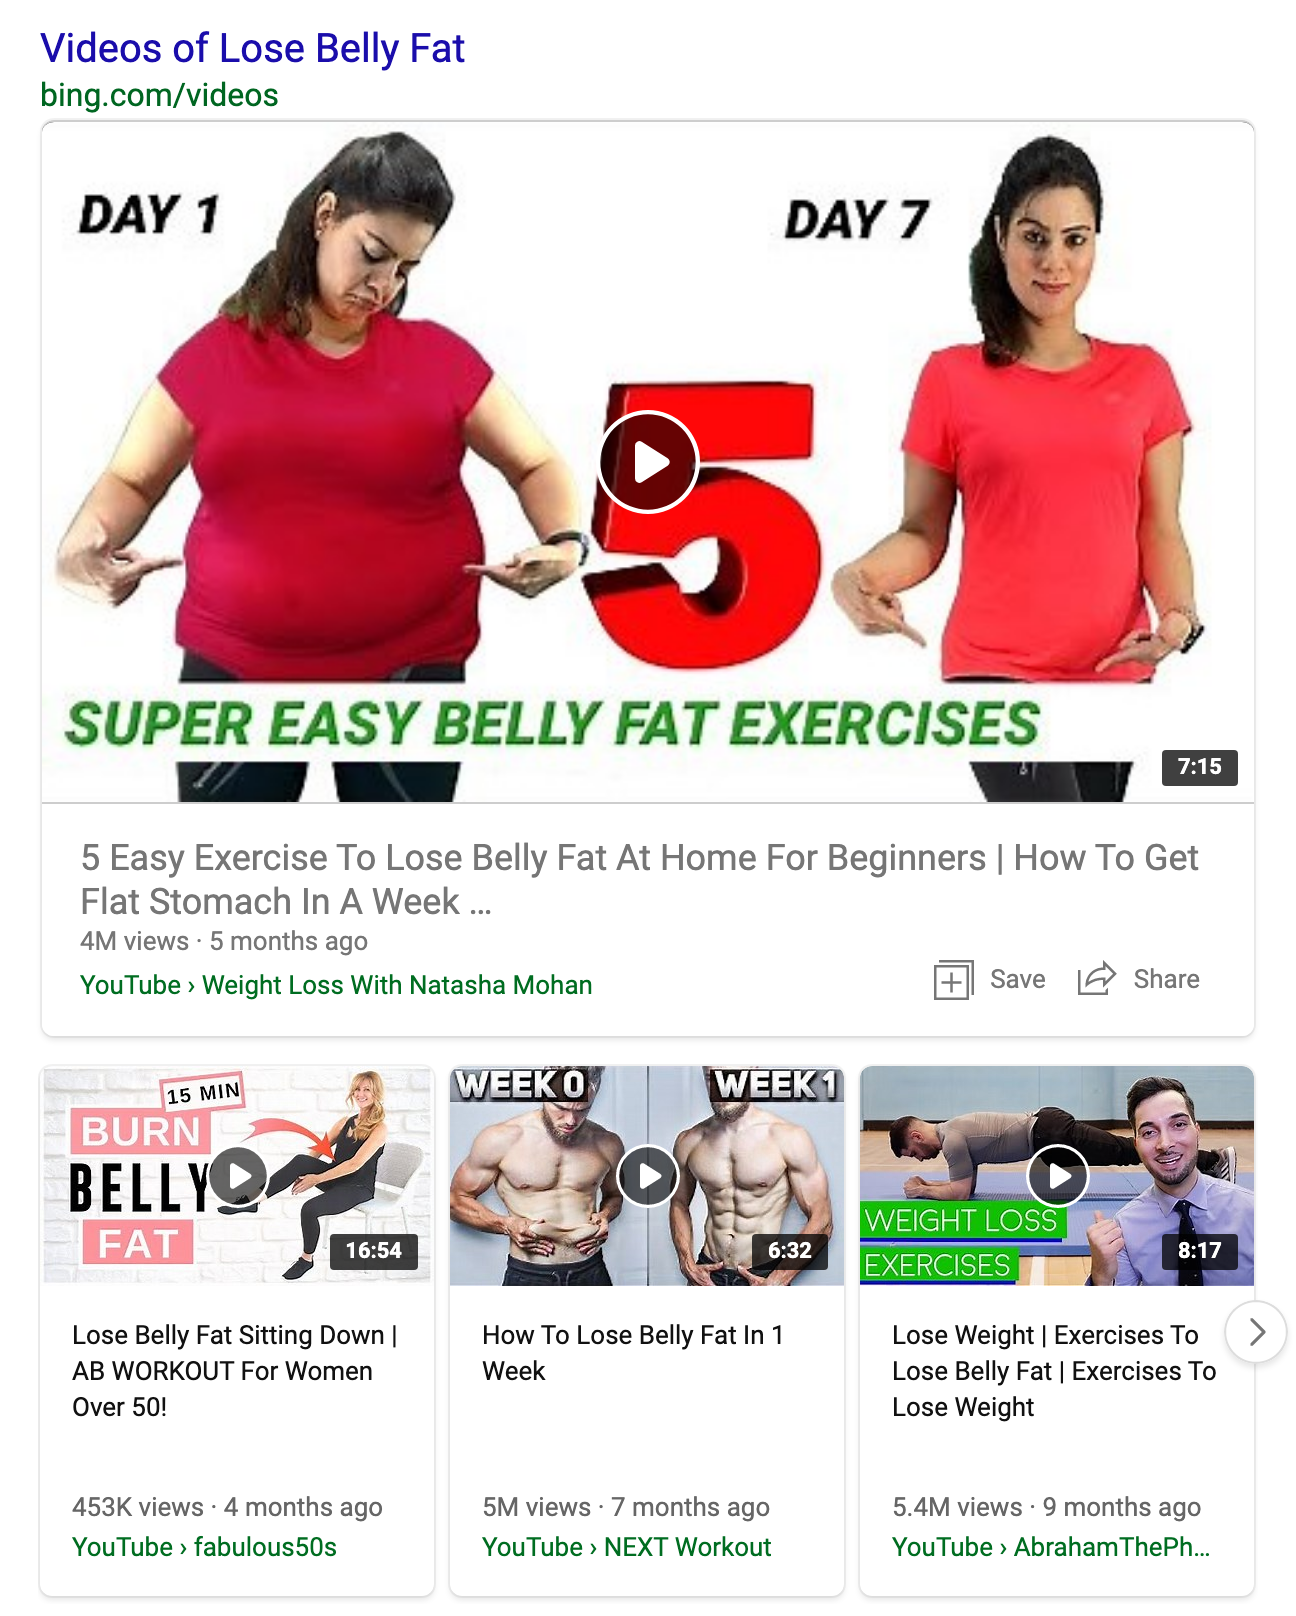 Videos of Lose Belly Fat
bing.com/videos
DAY 1
DAY 7
5
SUPER EASY BELLY FAT EXERCISES
7:15
5 Easy Exercise To Lose Belly Fat At Home For Beginners | How To Get
Flat Stomach In A Week ...
4M views · 5 months ago
YouTube › Weight Loss With Natasha Mohan
Save
Share
15 MIN
BURN
BELLY
FAT
16:54
Lose Belly Fat Sitting Down |
AB WORKOUT For Women
Over 50!
453K views · 4 months ago
YouTube › fabulous50s
WEEK 0
WEEK 1
6:32
How To Lose Belly Fat In 1
Week
5M views · 7 months ago
YouTube › NEXT Workout
WEIGHT LOSS
EXERCISES
8:17
Lose Weight | Exercises To
Lose Belly Fat | Exercises To
Lose Weight
5.4M views · 9 months ago
YouTube › AbrahamThePh...